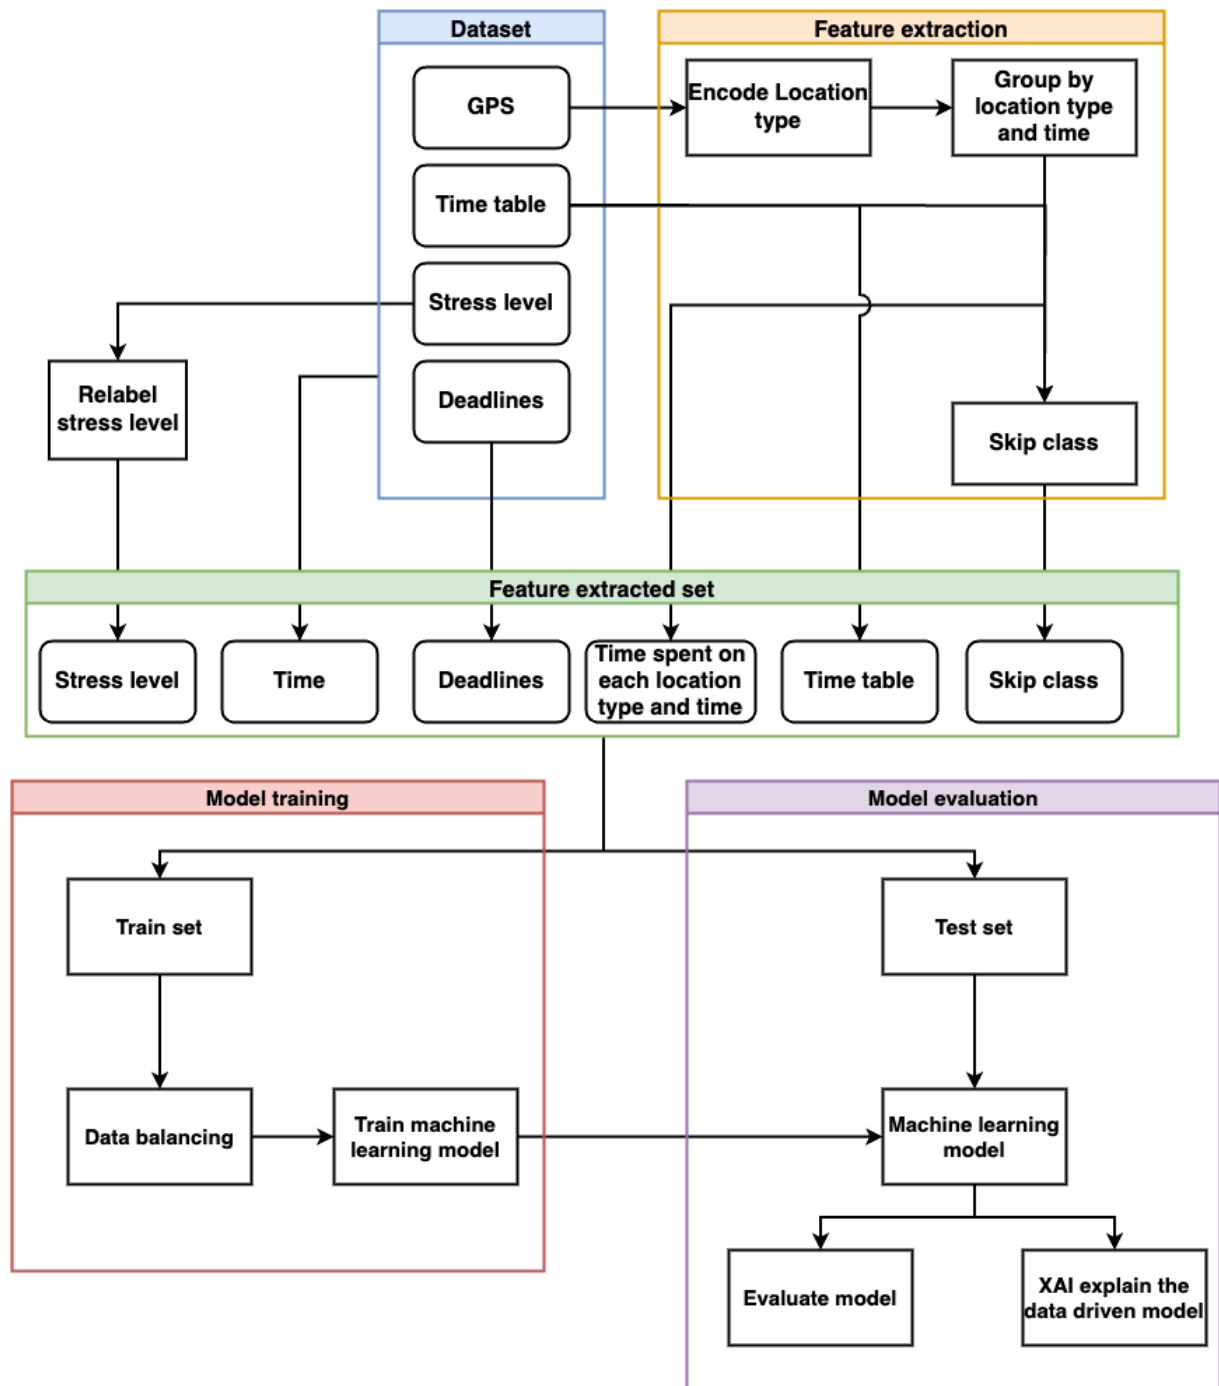 Dataset
GPS
Time table
Stress level
Deadlines
Feature extraction
Encode Location
type
Group by
location type
and time
Skip class
Relabel
stress level
Feature extracted set
Stress level
Time
Deadlines
Time spent on
each location
type and time
Time table
Skip class
Model training
Train set
Data balancing
Train machine
learning model
Model evaluation
Test set
Machine learning
model
Evaluate model
XAI explain the
data driven model